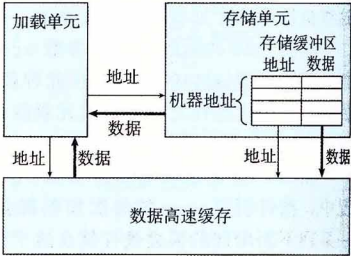 加载单元
存储单元
存储缓冲区
地址 数据
地址
机器地址
数据
地址
数据
地址
数据
数据高速缓存